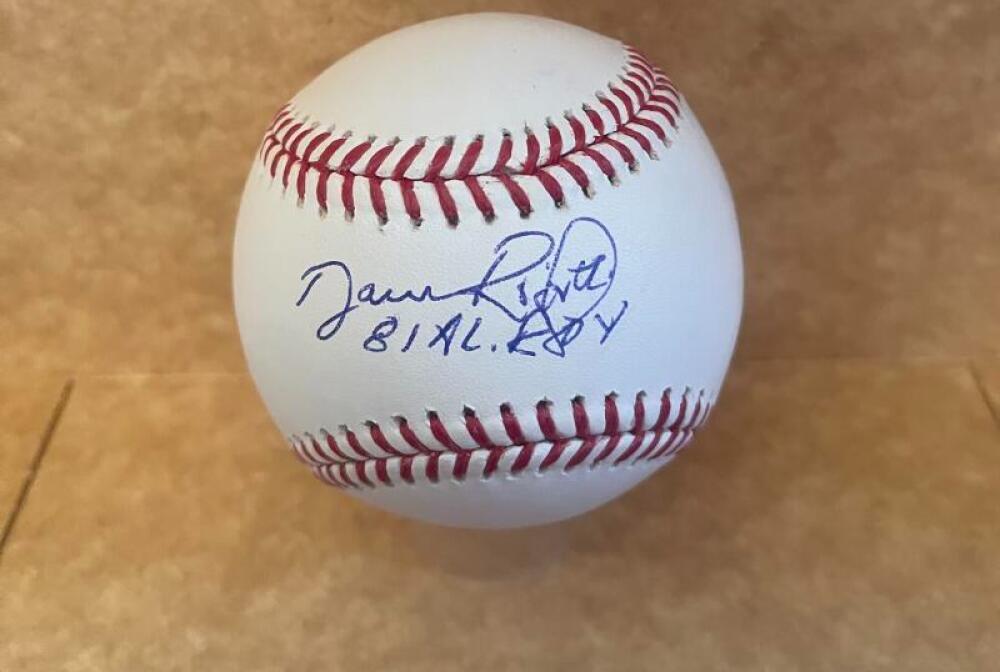 Dave Righetti
81 AL. ROY